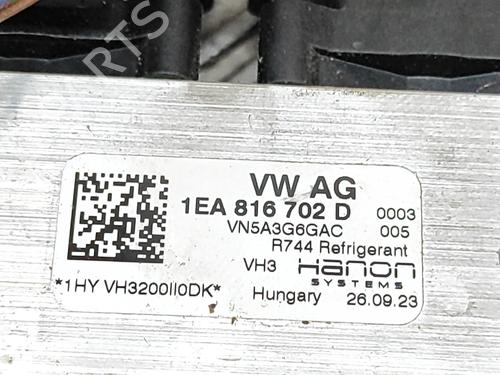 VW AG
1EA 816 702 D 0003
VN5A3G6GAC 005
R744 Refrigerant
VH3 Hanon
SYSTEMS
*1HY VH3200II0DK*
Hungary 26.09.23